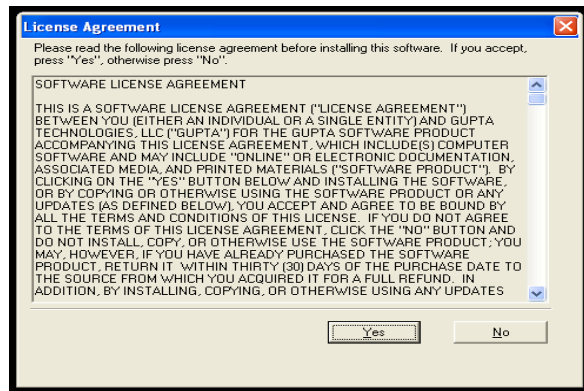 License Agreement
Please read the following license agreement before installing this software. If you accept,
press "Yes", otherwise press "No".
SOFTWARE LICENSE AGREEMENT
THIS IS A SOFTWARE LICENSE AGREEMENT ("LICENSE AGREEMENT")
BETWEEN YOU (EITHER AN INDIVIDUAL OR A SINGLE ENTITY) AND GUPTA
TECHNOLOGIES, LLC ("GUPTA") FOR THE GUPTA SOFTWARE PRODUCT
ACCOMPANYING THIS LICENSE AGREEMENT, WHICH INCLUDE(S) COMPUTER
SOFTWARE AND MAY INCLUDE "ONLINE" OR ELECTRONIC DOCUMENTATION,
ASSOCIATED MEDIA, AND PRINTED MATERIALS ("SOFTWARE PRODUCT"). BY
CLICKING ON THE "YES" BUTTON BELOW AND INSTALLING THE SOFTWARE,
OR BY COPYING OR OTHERWISE USING THE SOFTWARE PRODUCT OR ANY
UPDATES (AS DEFINED BELOW), YOU ACCEPT AND AGREE TO BE BOUND BY
ALL THE TERMS AND CONDITIONS OF THIS LICENSE. IF YOU DO NOT AGREE
TO THE TERMS OF THIS LICENSE AGREEMENT, CLICK THE "NO" BUTTON AND
DO NOT INSTALL, COPY, OR OTHERWISE USE THE SOFTWARE PRODUCT; YOU
MAY, HOWEVER, IF YOU HAVE ALREADY PURCHASED THE SOFTWARE
PRODUCT, RETURN IT WITHIN THIRTY (30) DAYS OF THE PURCHASE DATE TO
THE SOURCE FROM WHICH YOU ACQUIRED IT FOR A FULL REFUND. IN
ADDITION, BY INSTALLING, COPYING, OR OTHERWISE USING ANY UPDATES
Yes No